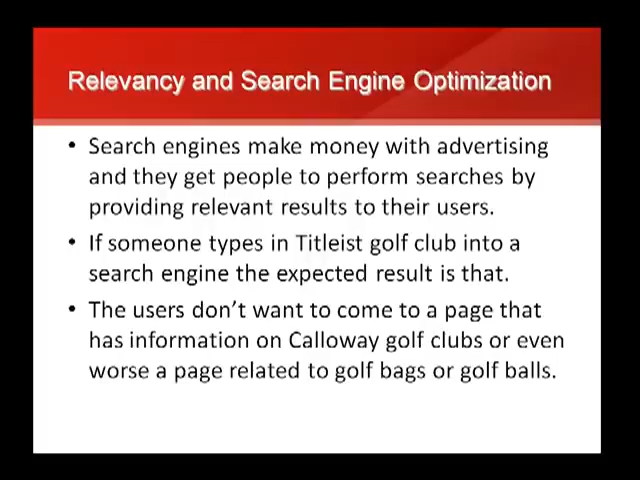 Relevancy and Search Engine Optimization
• Search engines make money with advertising
and they get people to perform searches by
providing relevant results to their users.
• If someone types in Titleist golf club into a
search engine the expected result is that.
• The users don't want to come to a page that
has information on Calloway golf clubs or even
worse a page related to golf bags or golf balls.